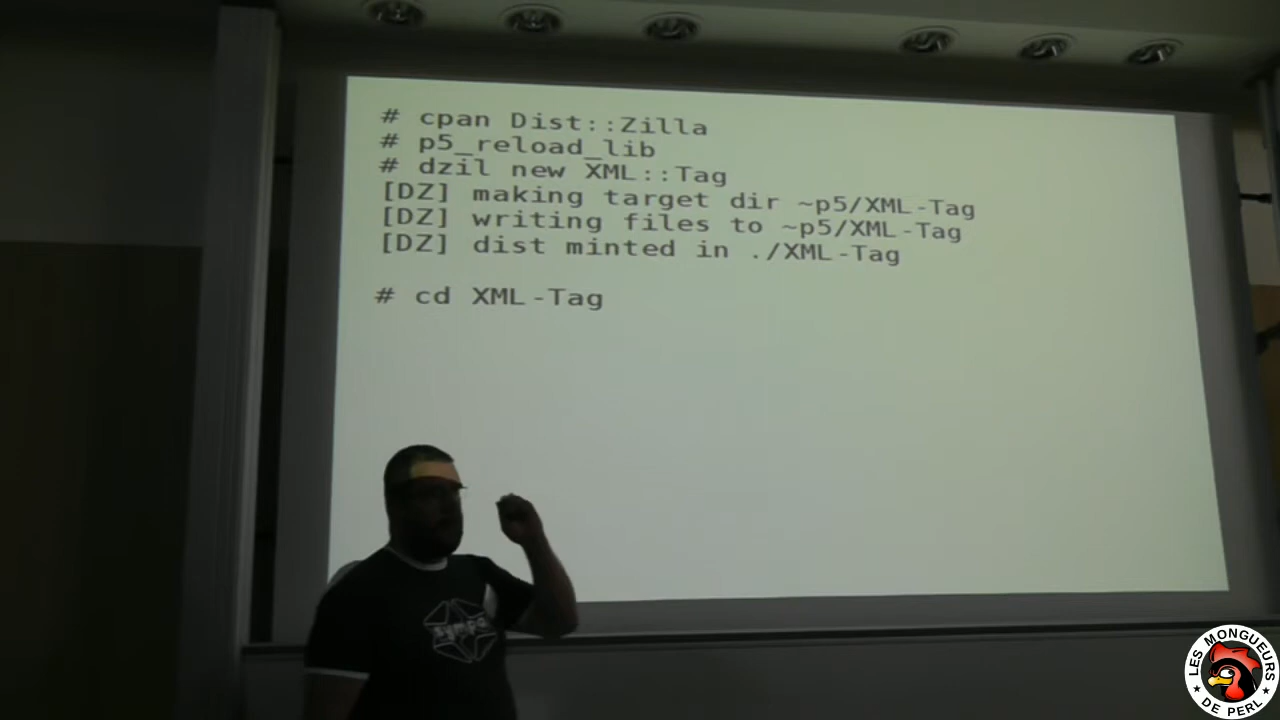 # cpan Dist::Zilla
# p5_reload_lib
# dzil new XML::Tag
[DZ] making target dir ~p5/XML-Tag
[DZ] writing files to ~p5/XML-Tag
[DZ] dist minted in ./XML-Tag
# cd XML-Tag
LES MONGUEURS
★ DE PERL ★